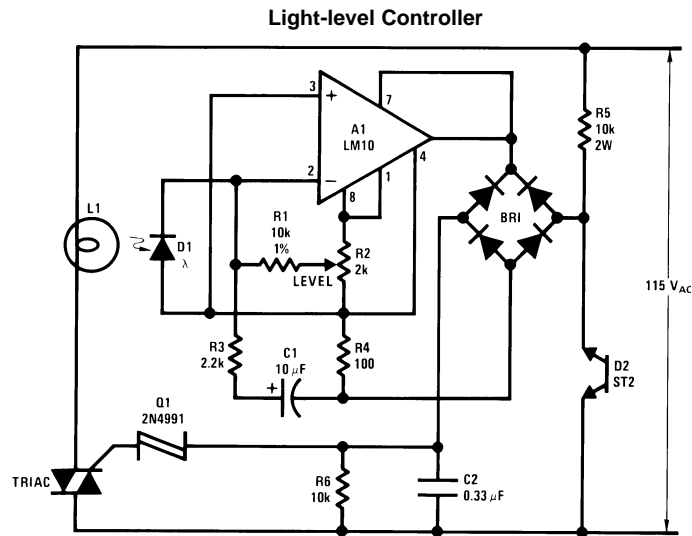 Light-level Controller
3
+
7
A1
LM10
4
2
−
1
8
R5
10k
2W
BRI
L1
D1
λ
R1
10k
1%
LEVEL
R2
2k
115 VAC
R3
2.2k
C1
10 μF
+
R4
100
D2
ST2
Q1
2N4991
TRIAC
R6
10k
C2
0.33 μF